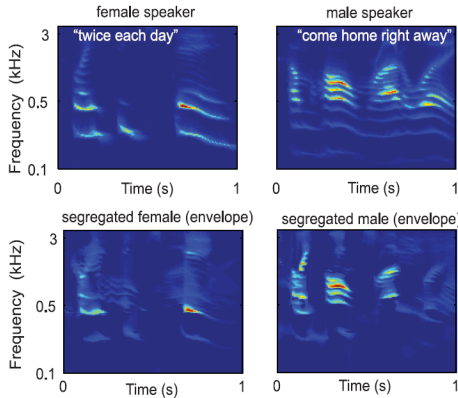 female speaker
male speaker
“twice each day”
“come home right away”
Frequency (kHz)
3
0.5
0.1
0
Time (s)
1
3
0.5
0.1
0
Time (s)
1
segregated female (envelope)
segregated male (envelope)
Frequency (kHz)
3
0.5
0.1
0
Time (s)
1
3
0.5
0.1
0
Time (s)
1